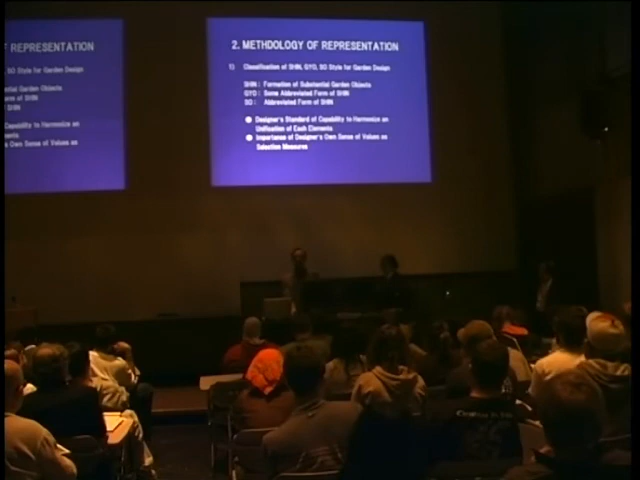 F REPRESENTATION
, SO Style for Garden Design
of SHIN
SHIN
Capability to Harmonize an
Own Sense of Values as
2. METHDOLOGY OF REPRESENTATION
1) Classification of SHIN, GYO, SO Style for Garden Design
SHIN : Formation of Substantial Garden Objects
GYO : Some Abbreviated Form of SHIN
SO : Abbreviated Form of SHIN
● Designer's Standard of Capability to Harmonize an
Unification of Each Elements
● Importance of Designer's Own Sense of Values as
Selection Measures